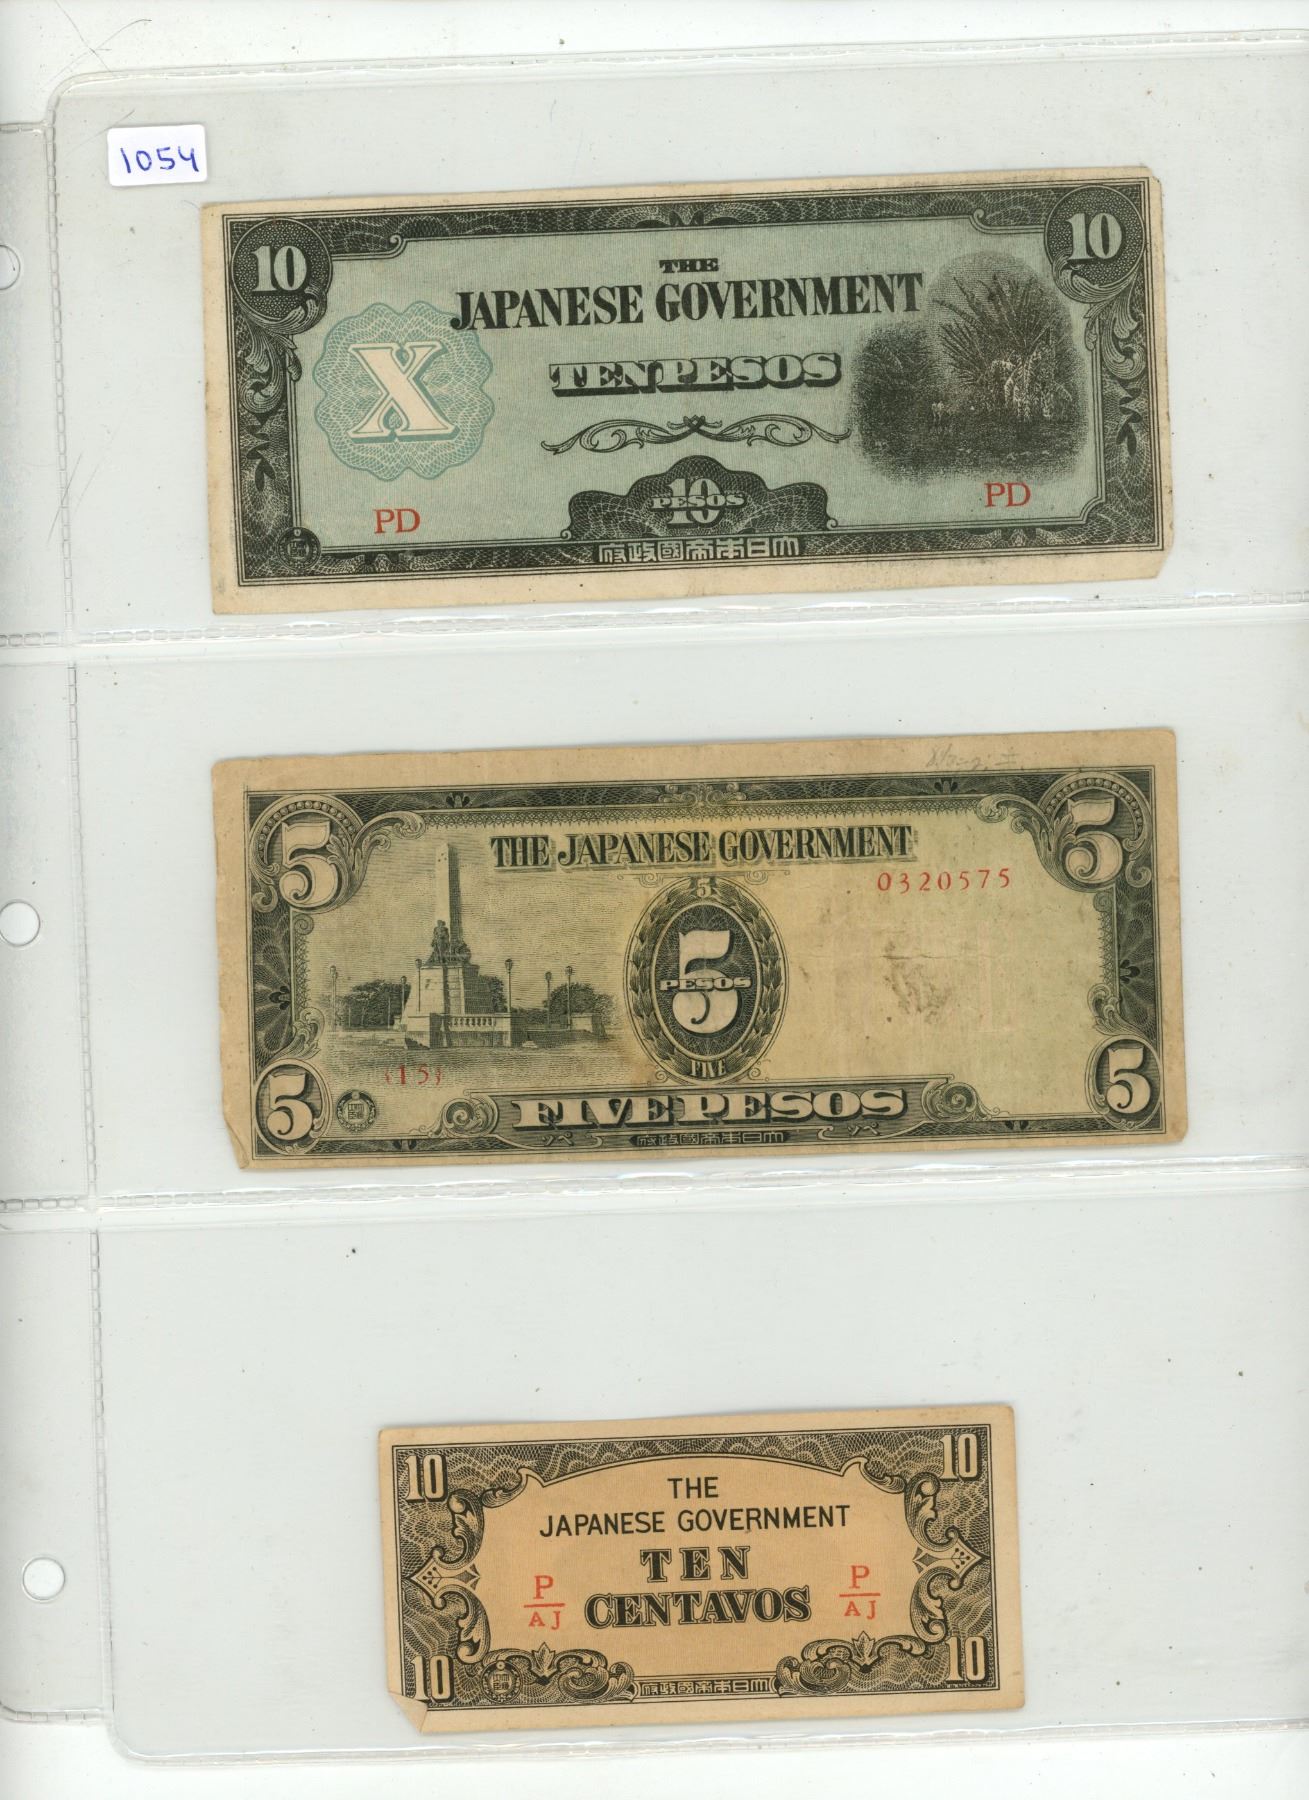 1054
10
10
THE
JAPANESE GOVERNMENT
X
TEN PESOS
10
PESOS
PD
PD
府政國帝本日大
5
5
THE JAPANESE GOVERNMENT
0320575
5
5
PESOS
FIVE
{15}
5
5
FIVE PESOS
府政國帝本日大
10
10
THE
JAPANESE GOVERNMENT
TEN
CENTAVOS
P
AJ
P
AJ
10
10
府政國帝本日大